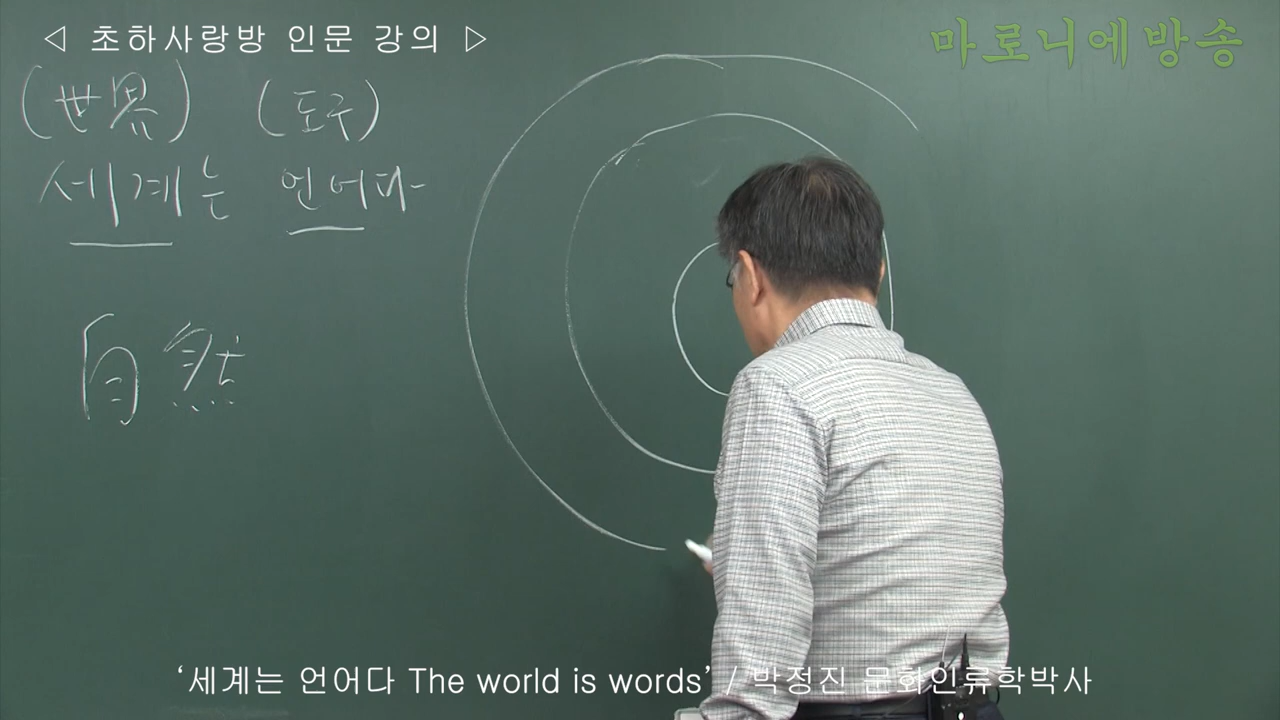 ◁ 초하사랑방 인문 강의 ▷
마로니에방송
(世界) (도구)
세계는 언어다
自然
‘세계는 언어다 The world is words’ / 박정진 문화인류학박사